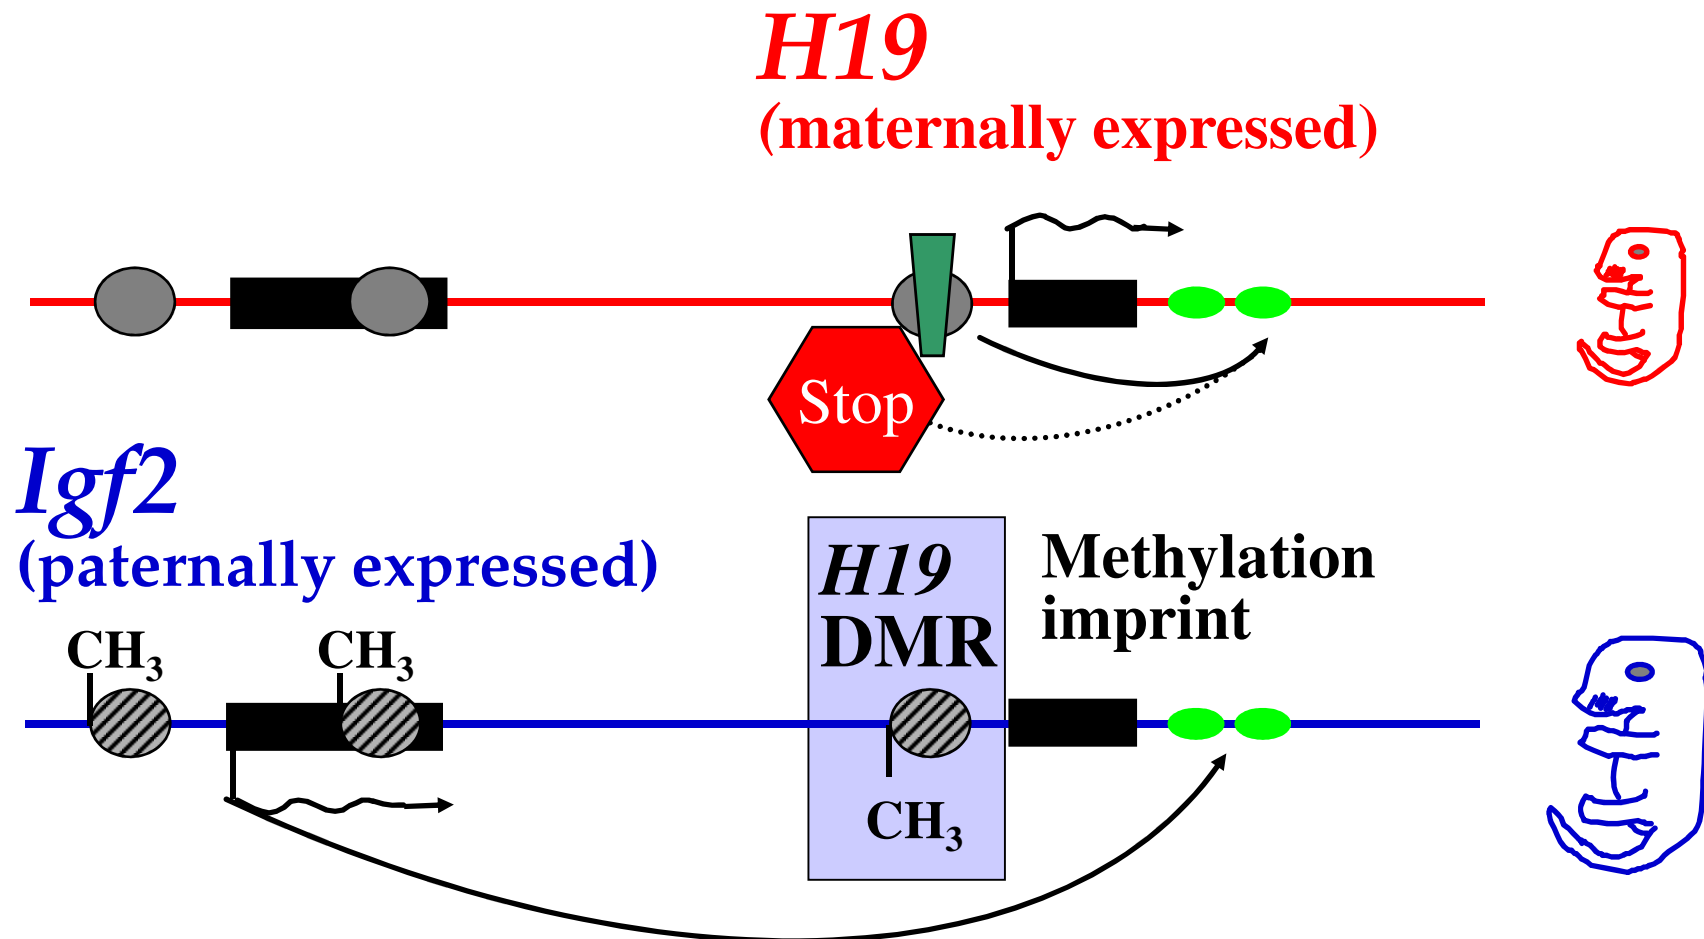 H19
(maternally expressed)
Stop
Igf2
(paternally expressed)
H19
DMR
Methylation
imprint
CH₃
CH₃
CH₃